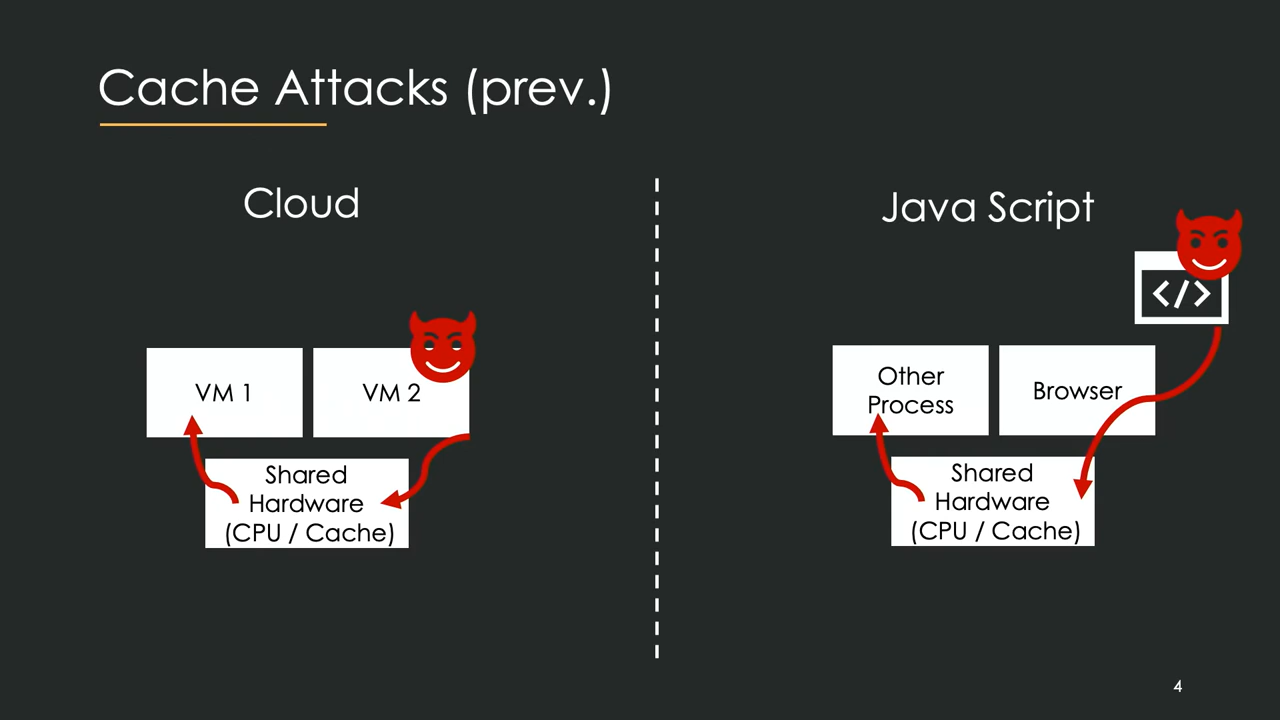 Cache Attacks (prev.)
Cloud
VM 1
VM 2
Shared
Hardware
(CPU / Cache)
Java Script
</>
Other
Process
Browser
Shared
Hardware
(CPU / Cache)
4